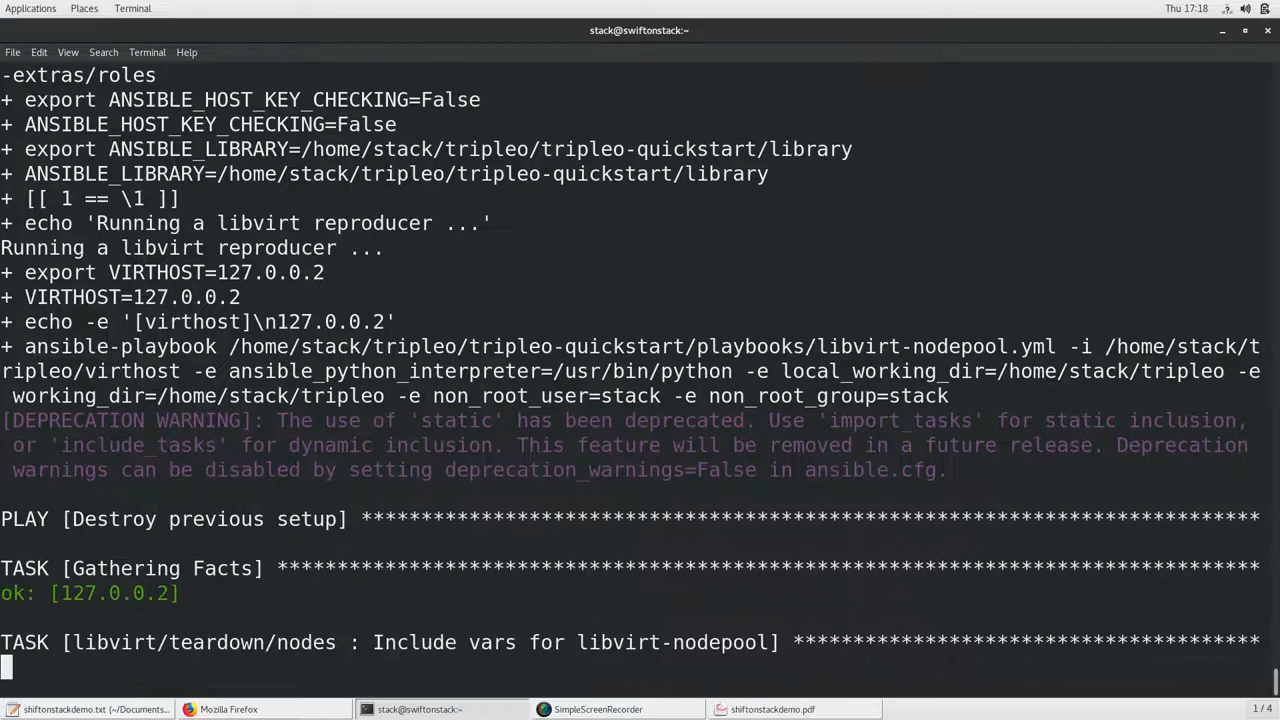 Applications Places Terminal Thu 17:18
stack@swiftonstack:~
File Edit View Search Terminal Help
-extras/roles
+ export ANSIBLE_HOST_KEY_CHECKING=False
+ ANSIBLE_HOST_KEY_CHECKING=False
+ export ANSIBLE_LIBRARY=/home/stack/tripleo/tripleo-quickstart/library
+ ANSIBLE_LIBRARY=/home/stack/tripleo/tripleo-quickstart/library
+ [[ 1 == \1 ]]
+ echo 'Running a libvirt reproducer ...'
Running a libvirt reproducer ...
+ export VIRTHOST=127.0.0.2
+ VIRTHOST=127.0.0.2
+ echo -e '[virthost]\n127.0.0.2'
+ ansible-playbook /home/stack/tripleo/tripleo-quickstart/playbooks/libvirt-nodepool.yml -i /home/stack/t
ripleo/virthost -e ansible_python_interpreter=/usr/bin/python -e local_working_dir=/home/stack/tripleo -e
working_dir=/home/stack/tripleo -e non_root_user=stack -e non_root_group=stack
[DEPRECATION WARNING]: The use of 'static' has been deprecated. Use 'import_tasks' for static inclusion,
or 'include_tasks' for dynamic inclusion. This feature will be removed in a future release. Deprecation
warnings can be disabled by setting deprecation_warnings=False in ansible.cfg.
PLAY [Destroy previous setup] ***************************************************************************
TASK [Gathering Facts] **********************************************************************************
ok: [127.0.0.2]
TASK [libvirt/teardown/nodes : Include vars for libvirt-nodepool] ***************************************
shiftonstackdemo.txt (~/Documents... Mozilla Firefox stack@swiftonstack:~ SimpleScreenRecorder shiftonstackdemo.pdf 1 / 4